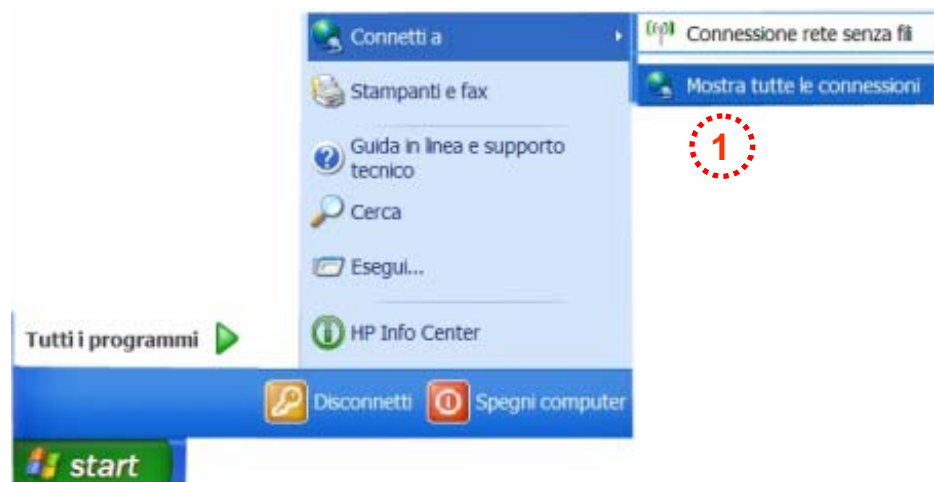 Connetti a
Connessione rete senza fili
Stampanti e fax
Mostra tutte le connessioni
1
Guida in linea e supporto
tecnico
Cerca
Esegui...
Tutti i programmi
HP Info Center
Disconnetti
Spegni computer
start